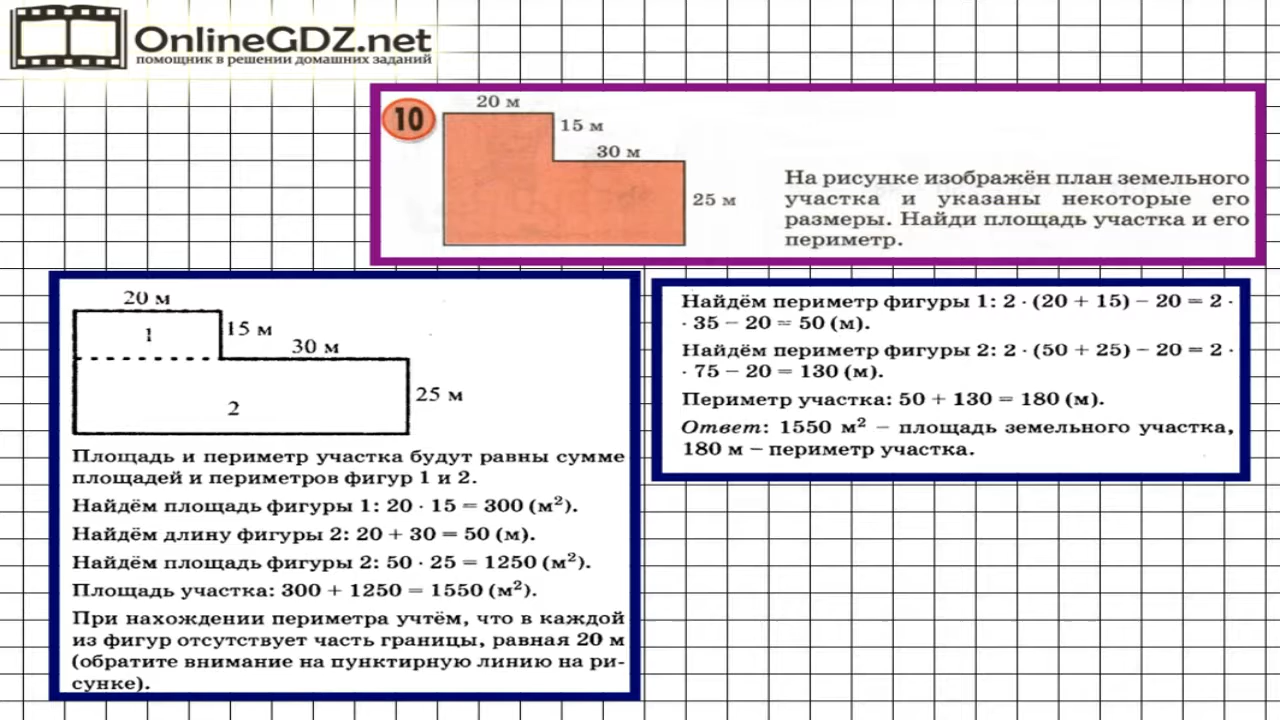 OnlineGDZ.net
помощник в решении домашних заданий
10
20 м
15 м
30 м
25 м
На рисунке изображён план земельного
участка и указаны некоторые его
размеры. Найди площадь участка и его
периметр.
20 м
1
15 м
30 м
25 м
2
Площадь и периметр участка будут равны сумме
площадей и периметров фигур 1 и 2.
Найдём площадь фигуры 1: 20 · 15 = 300 (м²).
Найдём длину фигуры 2: 20 + 30 = 50 (м).
Найдём площадь фигуры 2: 50 · 25 = 1250 (м²).
Площадь участка: 300 + 1250 = 1550 (м²).
При нахождении периметра учтём, что в каждой
из фигур отсутствует часть границы, равная 20 м
(обратите внимание на пунктирную линию на ри-
сунке).
Найдём периметр фигуры 1: 2 · (20 + 15) − 20 = 2 ·
· 35 − 20 = 50 (м).
Найдём периметр фигуры 2: 2 · (50 + 25) − 20 = 2 ·
· 75 − 20 = 130 (м).
Периметр участка: 50 + 130 = 180 (м).
Ответ: 1550 м² − площадь земельного участка,
180 м − периметр участка.